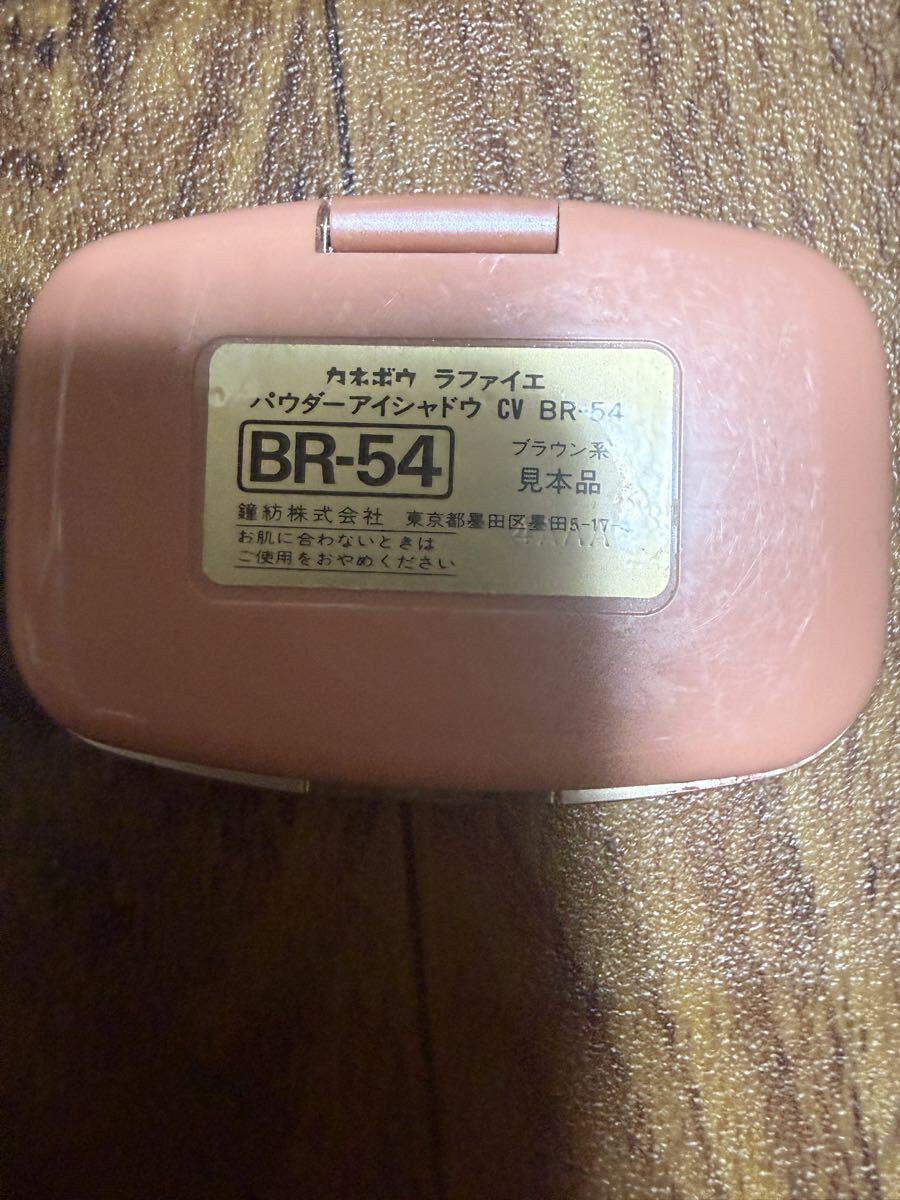 カネボウ ラファイエ
パウダーアイシャドウ CV BR-54
BR-54
ブラウン系
見本品
鐘紡株式会社 東京都墨田区墨田5-17-
お肌に合わないときは
ご使用をおやめください